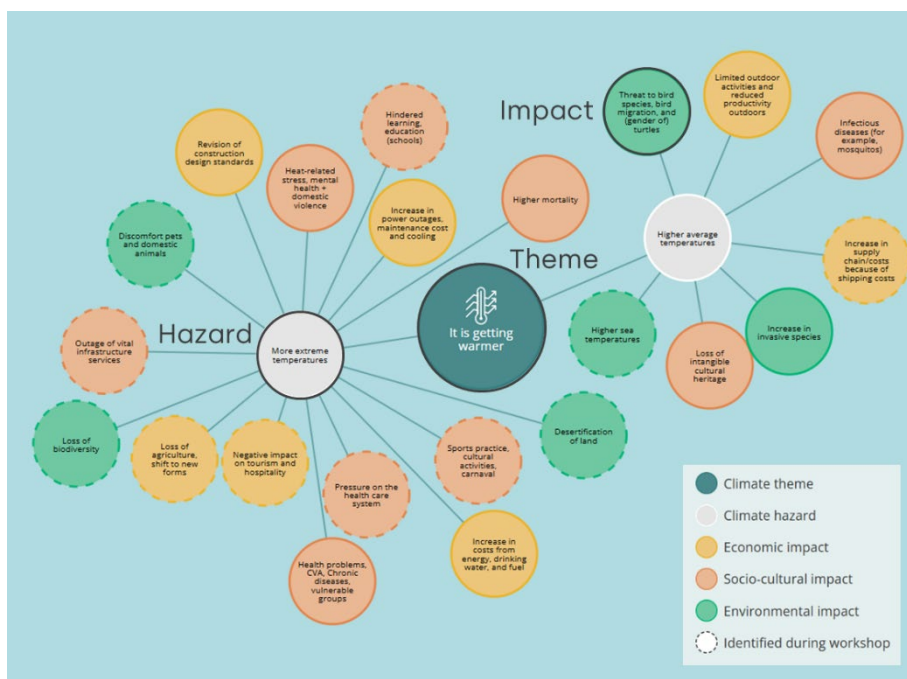 Impact
Theme
Hazard
It is getting
warmer
More extreme
temperatures
Higher average
temperatures
Hindered
learning,
education
(schools)
Revision of
construction
design standards
Heat-related
stress, mental
health +
domestic
violence
Increase in
power outages,
maintenance cost
and cooling
Higher mortality
Discomfort pets
and domestic
animals
Outage of vital
infrastructure
services
Loss of
biodiversity
Loss of
agriculture,
shift to new
forms
Negative impact
on tourism and
hospitality
Pressure on the
health care
system
Health problems,
CVA, Chronic
diseases,
vulnerable
groups
Sports practice,
cultural
activities,
carnaval
Increase in
costs from
energy, drinking
water, and fuel
Desertification
of land
Threat to bird
species, bird
migration, and
(gender of)
turtles
Limited outdoor
activities and
reduced
productivity
outdoors
Infectious
diseases (for
example,
mosquitos)
Increase in
supply
chain/costs
because of
shipping costs
Increase in
invasive species
Loss of
intangible
cultural
heritage
Higher sea
temperatures
Climate theme
Climate hazard
Economic impact
Socio-cultural impact
Environmental impact
Identified during workshop